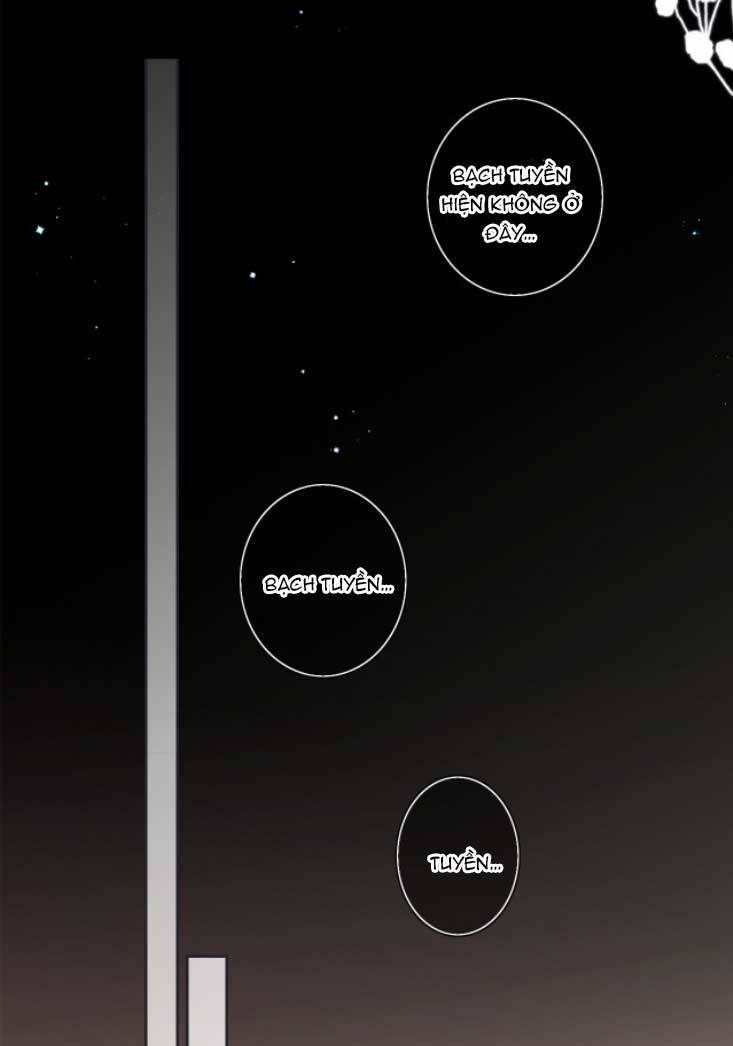 BẠCH TUYỀN
HIỆN KHÔNG Ở
ĐÂY...
BẠCH TUYỀN...
TUYỀN...